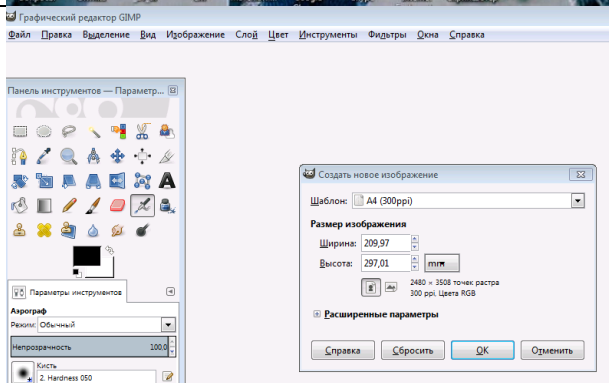 Графический редактор GIMP
Файл Правка Выделение Вид Изображение Слой Цвет Инструменты Фильтры Окна Справка
Панель инструментов — Параметр...
Параметры инструментов
Аэрограф
Режим: Обычный
Непрозрачность 100,0
Кисть
2. Hardness 050
Создать новое изображение
Шаблон: A4 (300ppi)
Размер изображения
Ширина: 209,97
Высота: 297,01 mm
2480 × 3508 точек растра
300 ppi, Цвета RGB
Расширенные параметры
Справка Сбросить OK Отменить